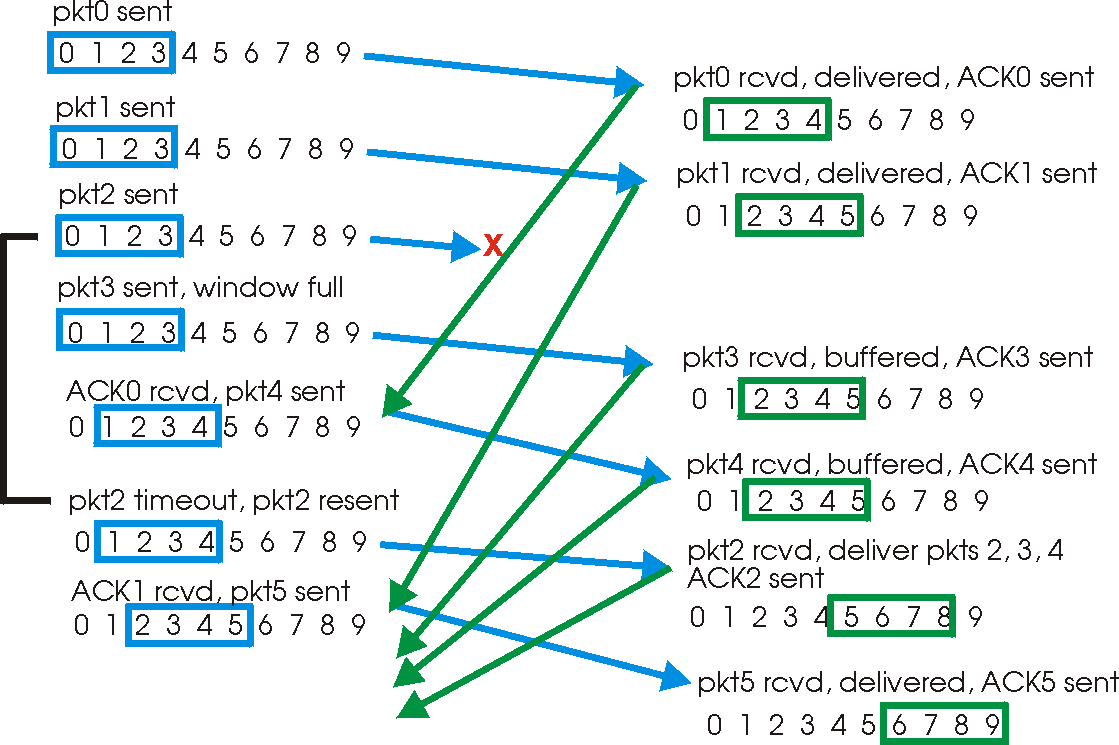 pkt0 sent
0 1 2 3 4 5 6 7 8 9
pkt1 sent
0 1 2 3 4 5 6 7 8 9
pkt2 sent
0 1 2 3 4 5 6 7 8 9
X
pkt3 sent, window full
0 1 2 3 4 5 6 7 8 9
ACK0 rcvd, pkt4 sent
0 1 2 3 4 5 6 7 8 9
pkt2 timeout, pkt2 resent
0 1 2 3 4 5 6 7 8 9
ACK1 rcvd, pkt5 sent
0 1 2 3 4 5 6 7 8 9
pkt0 rcvd, delivered, ACK0 sent
0 1 2 3 4 5 6 7 8 9
pkt1 rcvd, delivered, ACK1 sent
0 1 2 3 4 5 6 7 8 9
pkt3 rcvd, buffered, ACK3 sent
0 1 2 3 4 5 6 7 8 9
pkt4 rcvd, buffered, ACK4 sent
0 1 2 3 4 5 6 7 8 9
pkt2 rcvd, deliver pkts 2, 3, 4
ACK2 sent
0 1 2 3 4 5 6 7 8 9
pkt5 rcvd, delivered, ACK5 sent
0 1 2 3 4 5 6 7 8 9